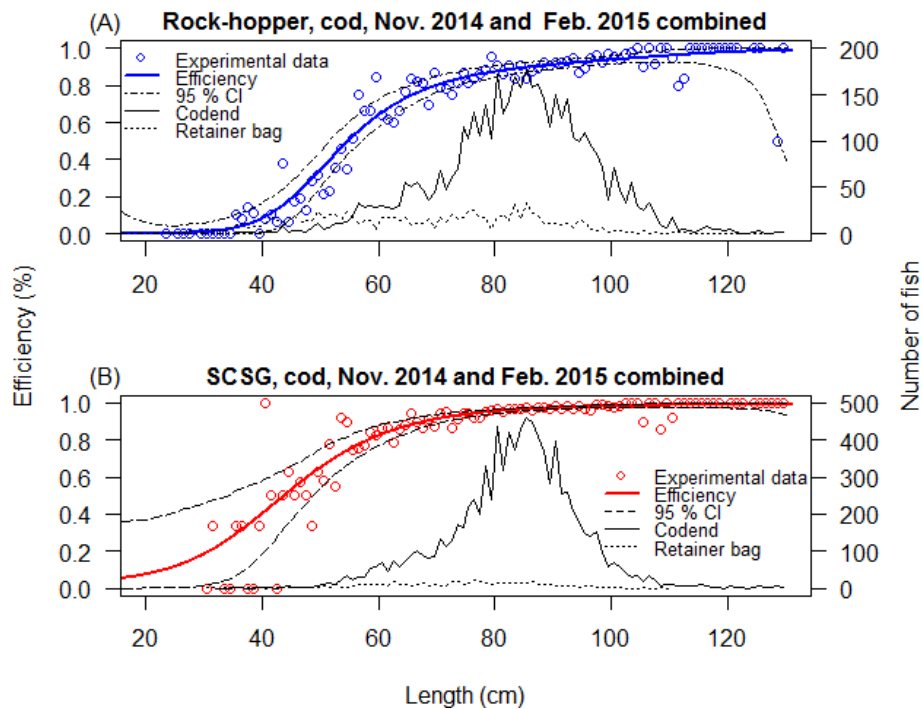 (A) Rock-hopper, cod, Nov. 2014 and Feb. 2015 combined
1.0
0.8
0.6
0.4
0.2
0.0
Experimental data
Efficiency
95 % CI
Codend
Retainer bag
200
150
100
50
0
20 40 60 80 100 120
Efficiency (%)
Number of fish
(B) SCSG, cod, Nov. 2014 and Feb. 2015 combined
1.0
0.8
0.6
0.4
0.2
0.0
Experimental data
Efficiency
95 % CI
Codend
Retainer bag
500
400
300
200
100
0
20 40 60 80 100 120
Length (cm)